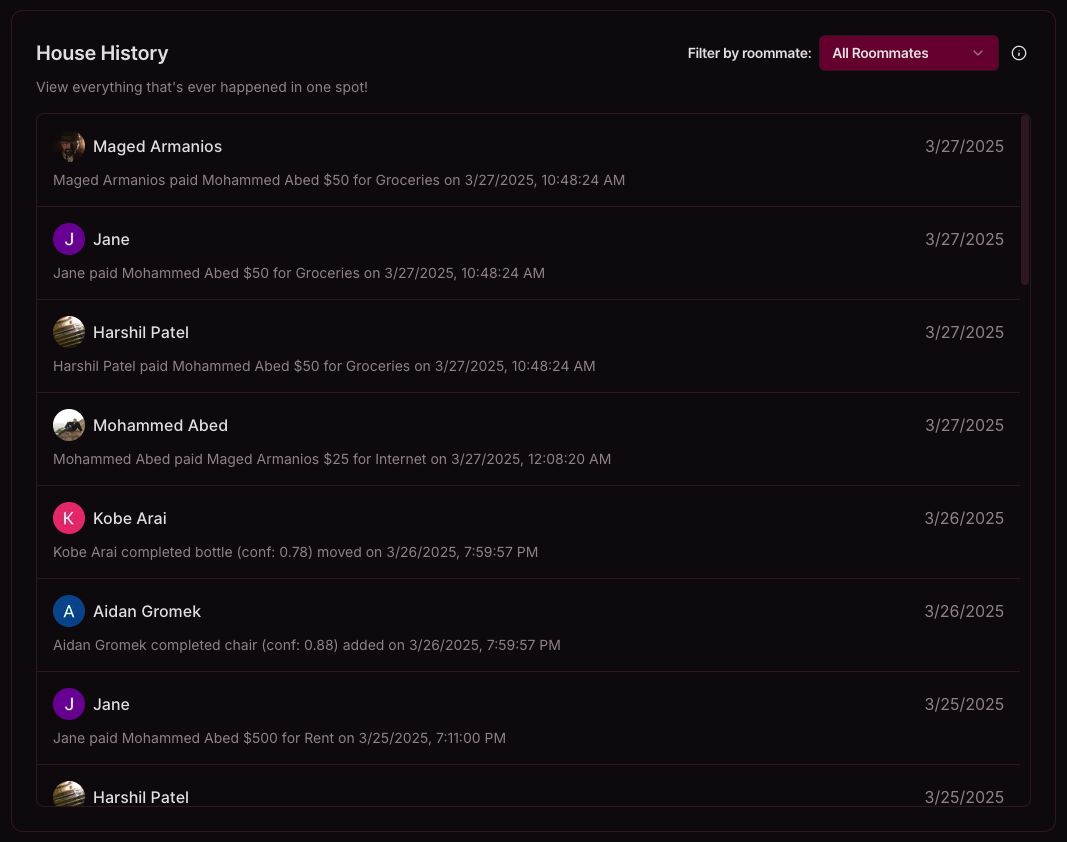 House History
Filter by roommate:
All Roommates
View everything that's ever happened in one spot!
Maged Armanios
3/27/2025
Maged Armanios paid Mohammed Abed $50 for Groceries on 3/27/2025, 10:48:24 AM
J
Jane
3/27/2025
Jane paid Mohammed Abed $50 for Groceries on 3/27/2025, 10:48:24 AM
Harshil Patel
3/27/2025
Harshil Patel paid Mohammed Abed $50 for Groceries on 3/27/2025, 10:48:24 AM
Mohammed Abed
3/27/2025
Mohammed Abed paid Maged Armanios $25 for Internet on 3/27/2025, 12:08:20 AM
K
Kobe Arai
3/26/2025
Kobe Arai completed bottle (conf: 0.78) moved on 3/26/2025, 7:59:57 PM
A
Aidan Gromek
3/26/2025
Aidan Gromek completed chair (conf: 0.88) added on 3/26/2025, 7:59:57 PM
J
Jane
3/25/2025
Jane paid Mohammed Abed $500 for Rent on 3/25/2025, 7:11:00 PM
Harshil Patel
3/25/2025